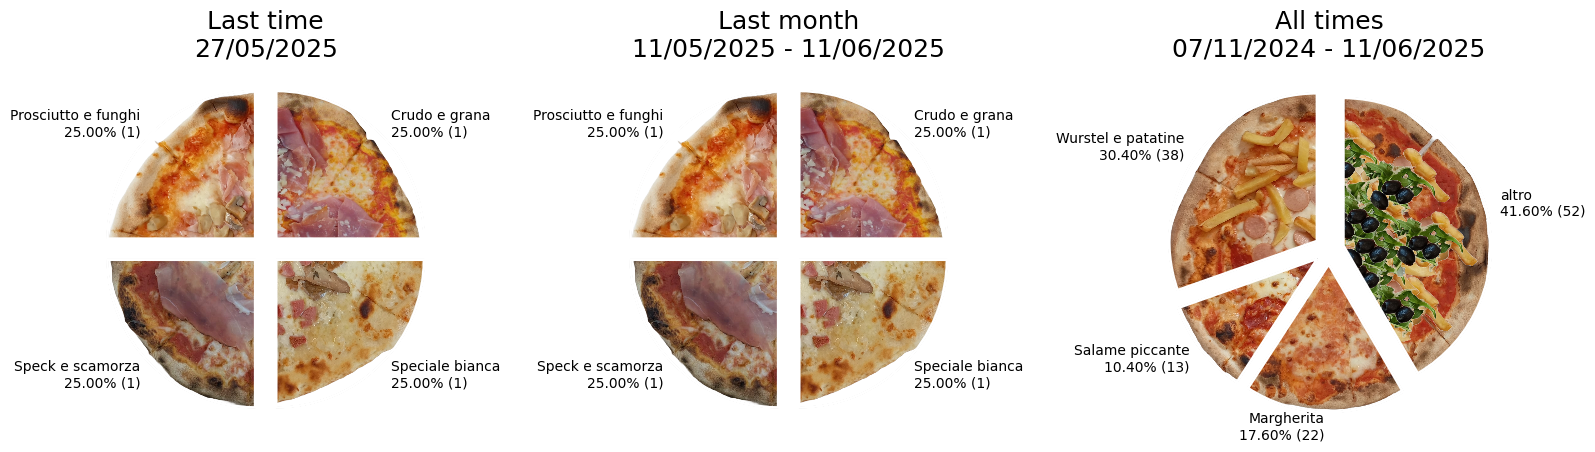 Last time
27/05/2025
Prosciutto e funghi
25.00% (1)
Crudo e grana
25.00% (1)
Speck e scamorza
25.00% (1)
Speciale bianca
25.00% (1)
Last month
11/05/2025 - 11/06/2025
Prosciutto e funghi
25.00% (1)
Crudo e grana
25.00% (1)
Speck e scamorza
25.00% (1)
Speciale bianca
25.00% (1)
All times
07/11/2024 - 11/06/2025
Wurstel e patatine
30.40% (38)
altro
41.60% (52)
Salame piccante
10.40% (13)
Margherita
17.60% (22)